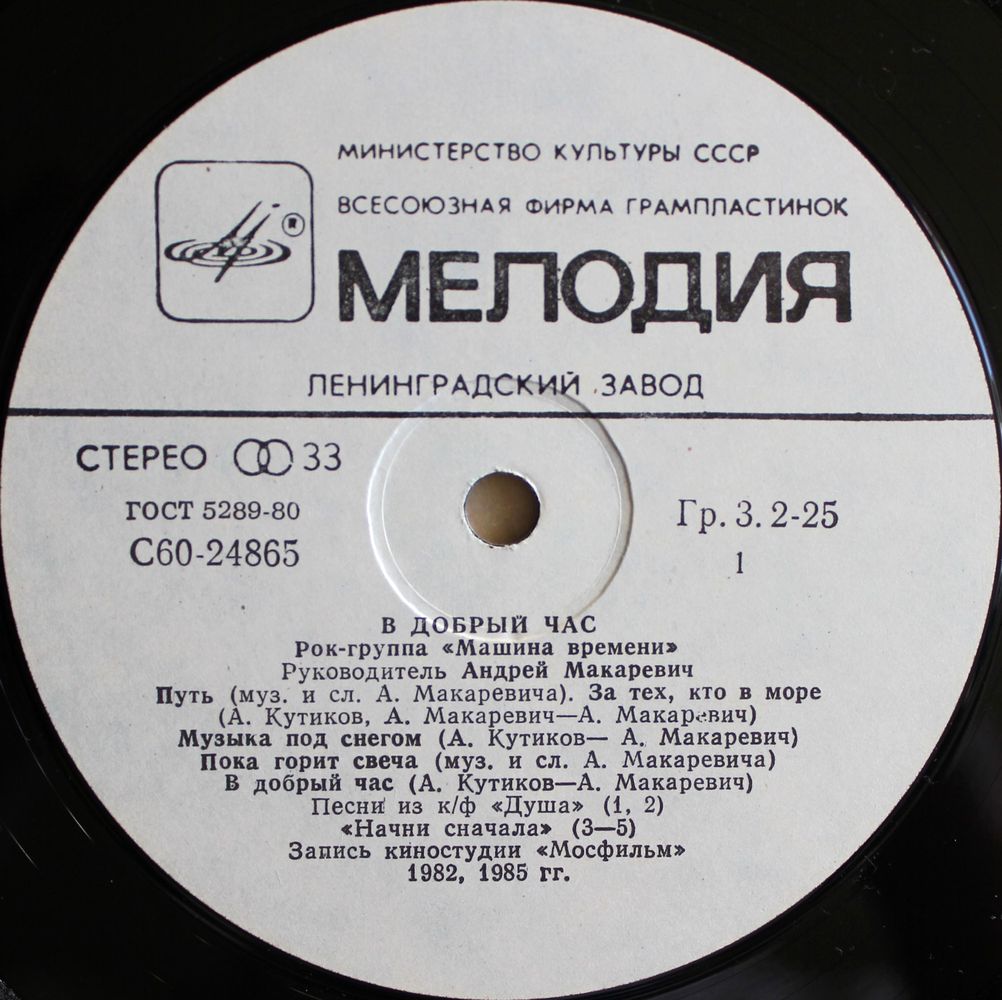 МИНИСТЕРСТВО КУЛЬТУРЫ СССР
ВСЕСОЮЗНАЯ ФИРМА ГРАМПЛАСТИНОК
R
МЕЛОДИЯ
ЛЕНИНГРАДСКИЙ ЗАВОД
СТЕРЕО 33
ГОСТ 5289-80
С60-24865
Гр. 3. 2-25
1
В ДОБРЫЙ ЧАС
Рок-группа «Машина времени»
Руководитель Андрей Макаревич
Путь (муз. и сл. А. Макаревича). За тех, кто в море
(А. Кутиков, А. Макаревич—А. Макаревич)
Музыка под снегом (А. Кутиков— А. Макаревич)
Пока горит свеча (муз. и сл. А. Макаревича)
В добрый час (А. Кутиков—А. Макаревич)
Песни из к/ф «Душа» (1, 2)
«Начни сначала» (3—5)
Запись киностудии «Мосфильм»
1982, 1985 гг.